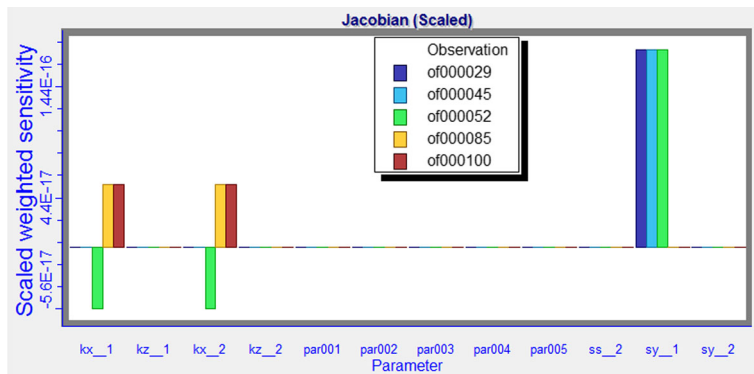 Jacobian (Scaled)
Observation
of000029
of000045
of000052
of000085
of000100
Scaled weighted sensitivity
1.44E-16
4.4E-17
-5.6E-17
kx__1 kz__1 kx__2 kz__2 par001 par002 par003 par004 par005 ss__2 sy__1 sy__2
Parameter